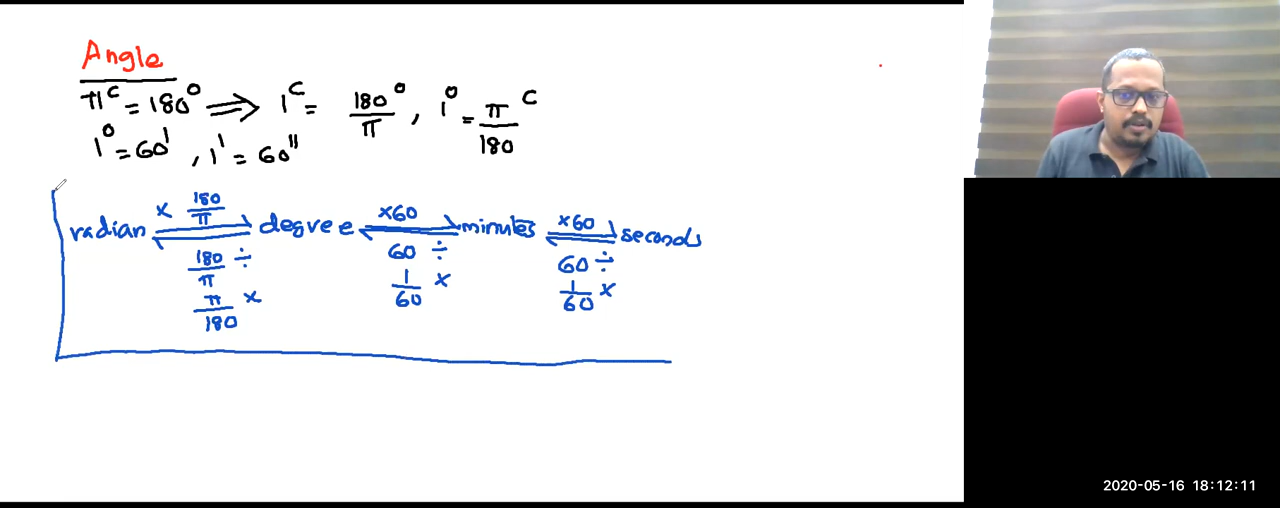 Angle
π^c = 180° ⇒ 1^c = 180°/π , 1° = π/180 ^c
1° = 60' , 1' = 60"
radian × 180/π degree ×60 minutes ×60 seconds
180/π ÷ 60 ÷ 60 ÷
π/180 × 1/60 × 1/60 ×
2020-05-16 18:12:11